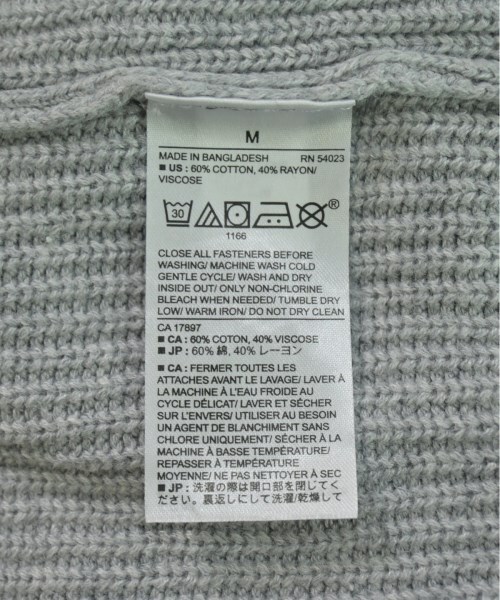 M
MADE IN BANGLADESH RN 54023
■ US : 60% COTTON, 40% RAYON/
VISCOSE
30 ®
1166
CLOSE ALL FASTENERS BEFORE
WASHING/ MACHINE WASH COLD
GENTLE CYCLE/ WASH AND DRY
INSIDE OUT/ ONLY NON-CHLORINE
BLEACH WHEN NEEDED/ TUMBLE DRY
LOW/ WARM IRON/ DO NOT DRY CLEAN
CA 17897
■ CA : 60% COTON, 40% VISCOSE
■ JP : 60% 綿, 40% レーヨン
■ CA : FERMER TOUTES LES
ATTACHES AVANT LE LAVAGE/ LAVER À
LA MACHINE À L'EAU FROIDE AU
CYCLE DÉLICAT/ LAVER ET SÉCHER
SUR L'ENVERS/ UTILISER AU BESOIN
UN AGENT DE BLANCHIMENT SANS
CHLORE UNIQUEMENT/ SÉCHER À LA
MACHINE À BASSE TEMPÉRATURE/
REPASSER À TEMPÉRATURE
MOYENNE/ NE PAS NETTOYER À SEC
■ JP : 洗濯の際は開口部を閉じてく
ださい。裏返しにして洗濯/乾燥して